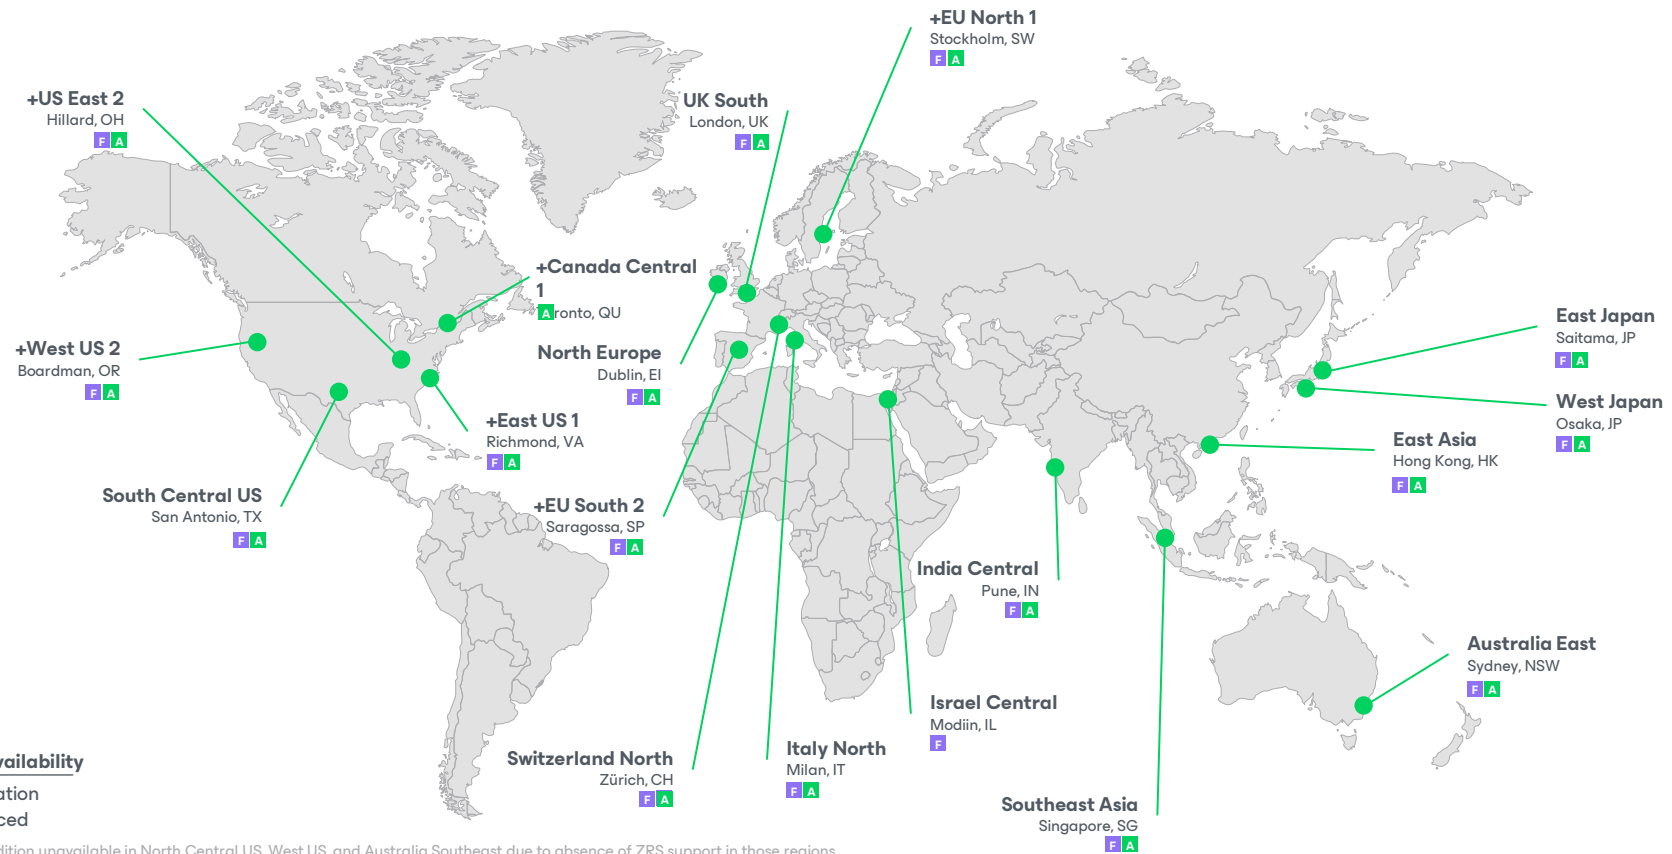 +EU North 1
Stockholm, SW
F A
+US East 2
Hillard, OH
F A
UK South
London, UK
F A
+Canada Central
1
A ronto, QU
East Japan
Saitama, JP
F A
+West US 2
Boardman, OR
F A
North Europe
Dublin, EI
F A
West Japan
Osaka, JP
F A
+East US 1
Richmond, VA
F A
East Asia
Hong Kong, HK
F A
South Central US
San Antonio, TX
F A
+EU South 2
Saragossa, SP
F A
India Central
Pune, IN
F A
Australia East
Sydney, NSW
F A
Israel Central
Modiin, IL
F
Switzerland North
Zürich, CH
F A
Italy North
Milan, IT
F A
Southeast Asia
Singapore, SG
F A
vailability
ation
ced
dition unavailable in North Central US, West US, and Australia Southeast due to absence of ZRS support in those regions